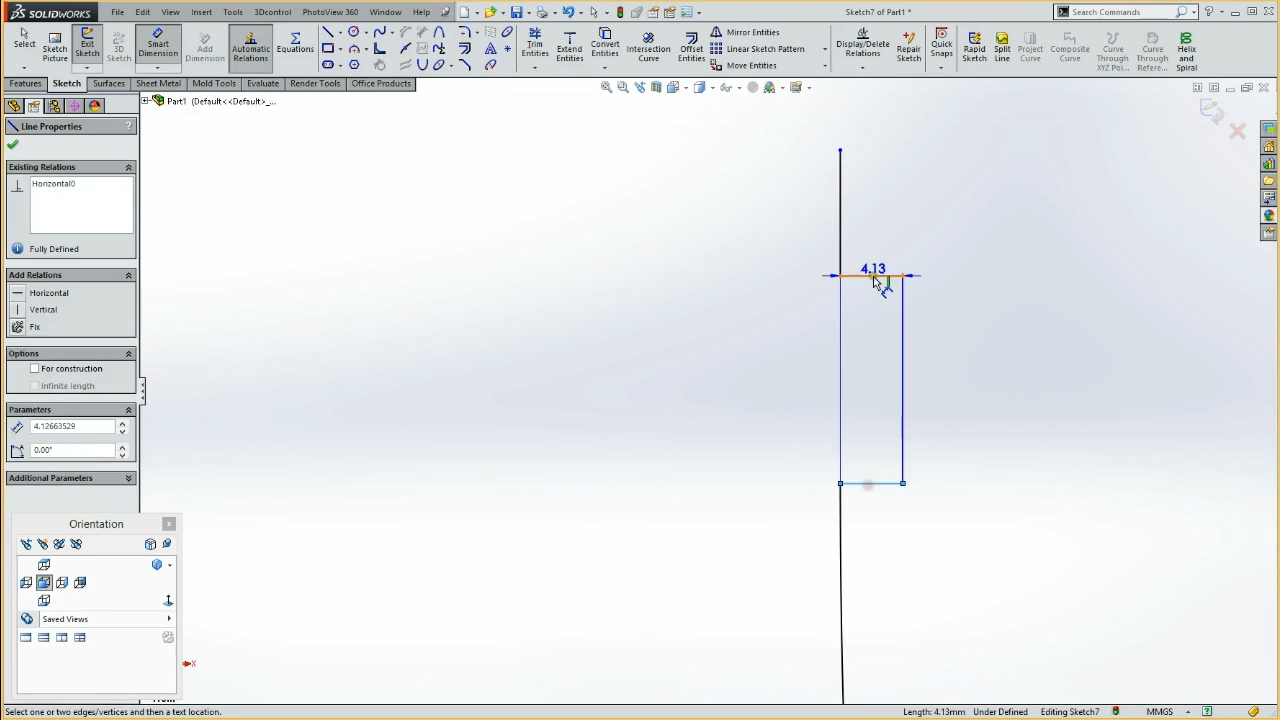 SOLIDWORKS File Edit View Insert Tools 3Dcontrol PhotoView 360 Window Help Sketch7 of Part1 * Search Commands
Select Sketch Picture Exit Sketch 3D Sketch Smart Dimension Add Dimension Automatic Relations Equations Trim Entities Extend Entities Convert Entities Intersection Curve Offset Entities Mirror Entities Linear Sketch Pattern Move Entities Display/Delete Relations Repair Sketch Quick Snaps Rapid Sketch Split Line Project Curve Composite Curve Curve Through XYZ Poi... Curve Through Refere... Helix and Spiral
Features Sketch Surfaces Sheet Metal Mold Tools Evaluate Render Tools Office Products
Part1 (Default<<Default>_...
Line Properties ?
Existing Relations
Horizontal0
Fully Defined
Add Relations
Horizontal
Vertical
Fix
Options
For construction
Infinite length
Parameters
4.12663529
0.00°
Additional Parameters
4.13
Orientation
Saved Views
X
Select one or two edges/vertices and then a text location. Length: 4.13mm Under Defined Editing Sketch7 MMGS